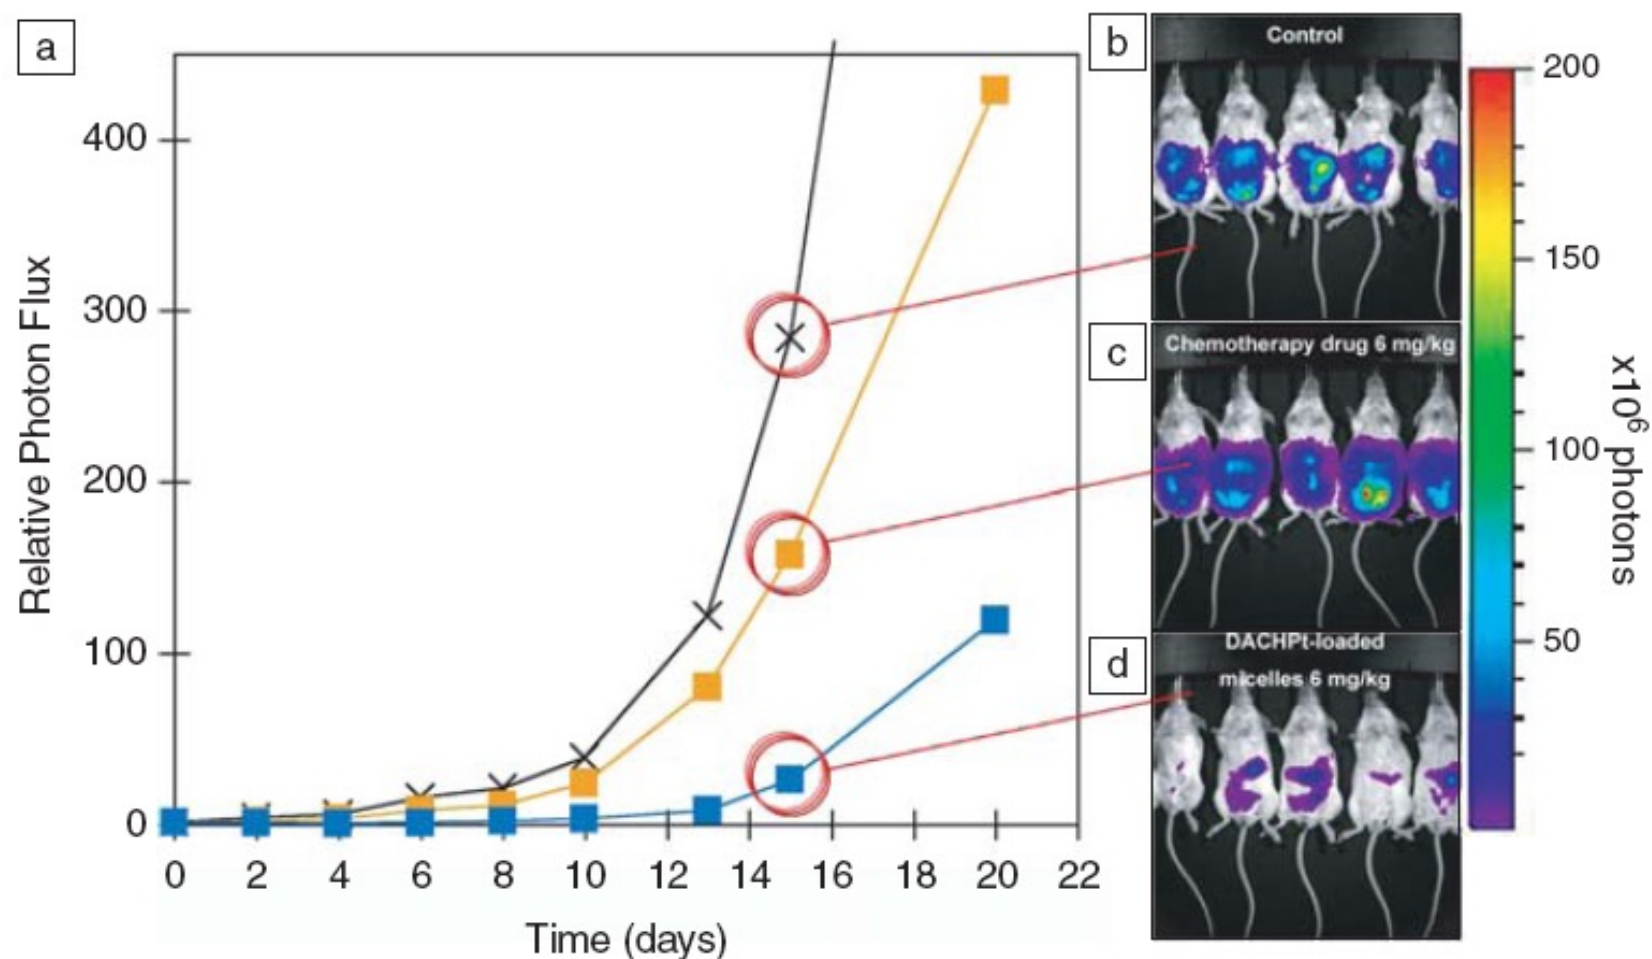 a
400
300
200
100
0
Relative Photon Flux
0 2 4 6 8 10 12 14 16 18 20 22
Time (days)
b
Control
c
Chemotherapy drug 6 mg/kg
d
DACHPt-loaded
micelles 6 mg/kg
200
150
100
50
x10⁶ photons